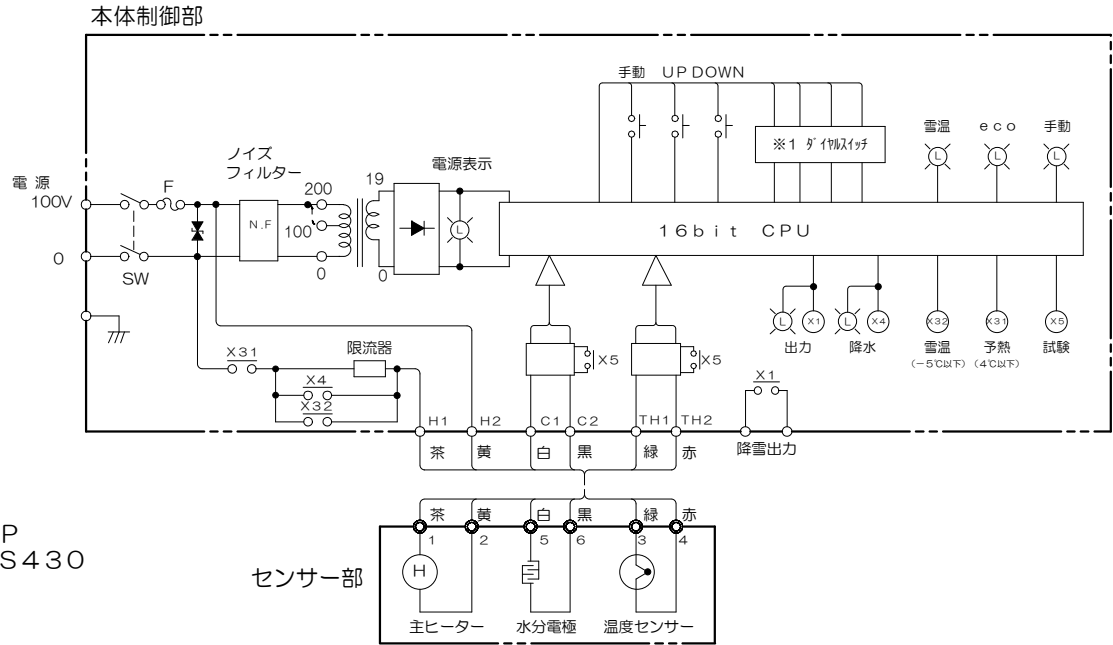 本体制御部
手動 UP DOWN
※1 ダイヤルスイッチ
雪温 eco 手動
L L L
ノイズ
フィルター
電源表示
電源
100V
F
N.F
200
100
0
19
0
L
16bit CPU
0
SW
L X1 L X4 X32 X31 X5
出力 降水 雪温 予熱 試験
(−5℃以下) (4℃以下)
X31 限流器
X4
X32
X5 X5
X1
H1 H2 C1 C2 TH1 TH2
降雪出力
茶 黄 白 黒 緑 赤
茶 黄 白 黒 緑 赤
1 2 5 6 3 4
P
S430
センサー部
H
主ヒーター 水分電極 温度センサー